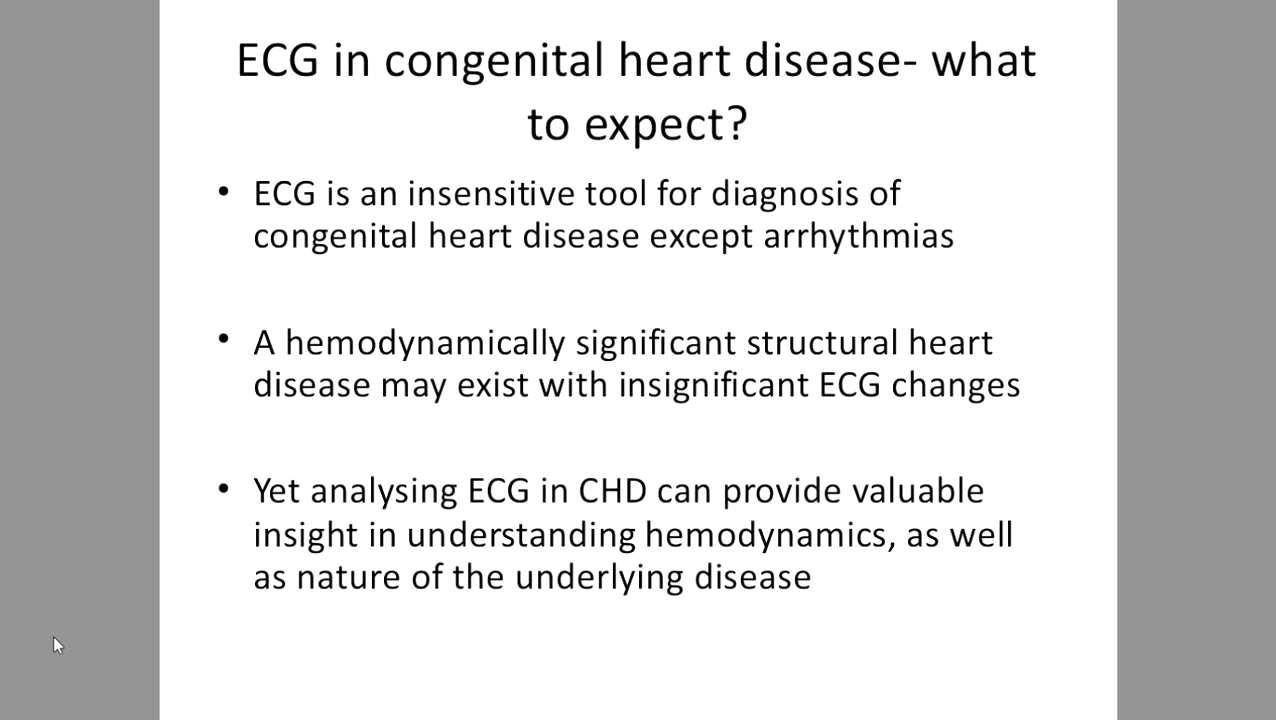 ECG in congenital heart disease- what
to expect?
• ECG is an insensitive tool for diagnosis of
congenital heart disease except arrhythmias
• A hemodynamically significant structural heart
disease may exist with insignificant ECG changes
• Yet analysing ECG in CHD can provide valuable
insight in understanding hemodynamics, as well
as nature of the underlying disease